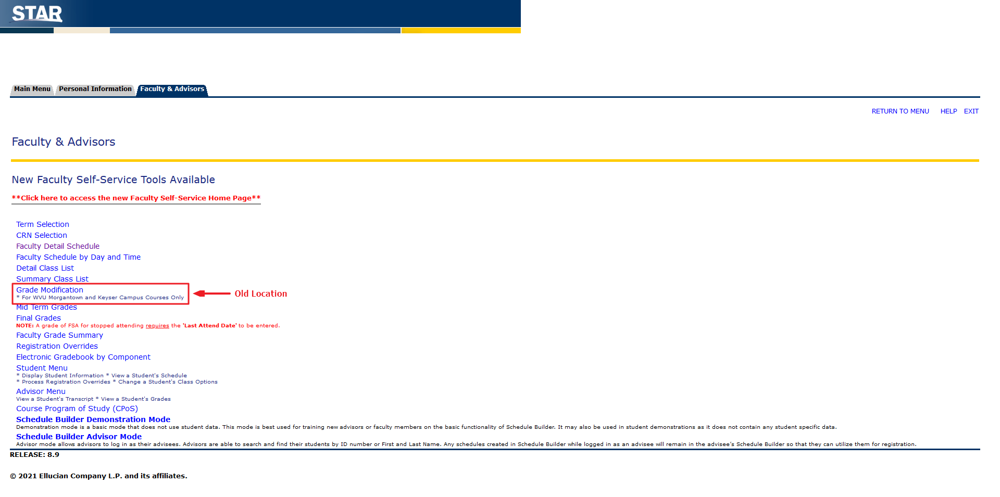 STAR
Main Menu
Personal Information
Faculty & Advisors
RETURN TO MENU HELP EXIT
Faculty & Advisors
New Faculty Self-Service Tools Available
**Click here to access the new Faculty Self-Service Home Page**
Term Selection
CRN Selection
Faculty Detail Schedule
Faculty Schedule by Day and Time
Detail Class List
Summary Class List
Grade Modification
* For WVU Morgantown and Keyser Campus Courses Only
Old Location
Mid Term Grades
Final Grades
NOTE: A grade of FSA for stopped attending requires the 'Last Attend Date' to be entered.
Faculty Grade Summary
Registration Overrides
Electronic Gradebook by Component
Student Menu
* Display Student Information * View a Student's Schedule
* Process Registration Overrides * Change a Student's Class Options
Advisor Menu
View a Student's Transcript * View a Student's Grades
Course Program of Study (CPoS)
Schedule Builder Demonstration Mode
Demonstration mode is a basic mode that does not use student data. This mode is best used for training new advisors or faculty members on the basic functionality of Schedule Builder. It may also be used in student demonstrations as it does not contain any student specific data.
Schedule Builder Advisor Mode
Advisor mode allows advisors to log in as their advisees. Advisors are able to search and find their students by ID number or First and Last Name. Any schedules created in Schedule Builder while logged in as an advisee will remain in the advisee’s Schedule Builder so that they can utilize them for registration.
RELEASE: 8.9
© 2021 Ellucian Company L.P. and its affiliates.